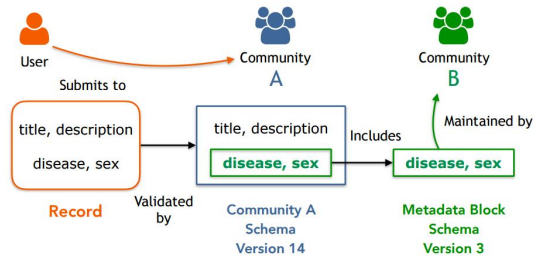 User
Community
A
Community
B
Submits to
title, description
disease, sex
Validated
by
title, description
disease, sex
Includes
Maintained by
disease, sex
Record
Community A
Schema
Version 14
Metadata Block
Schema
Version 3